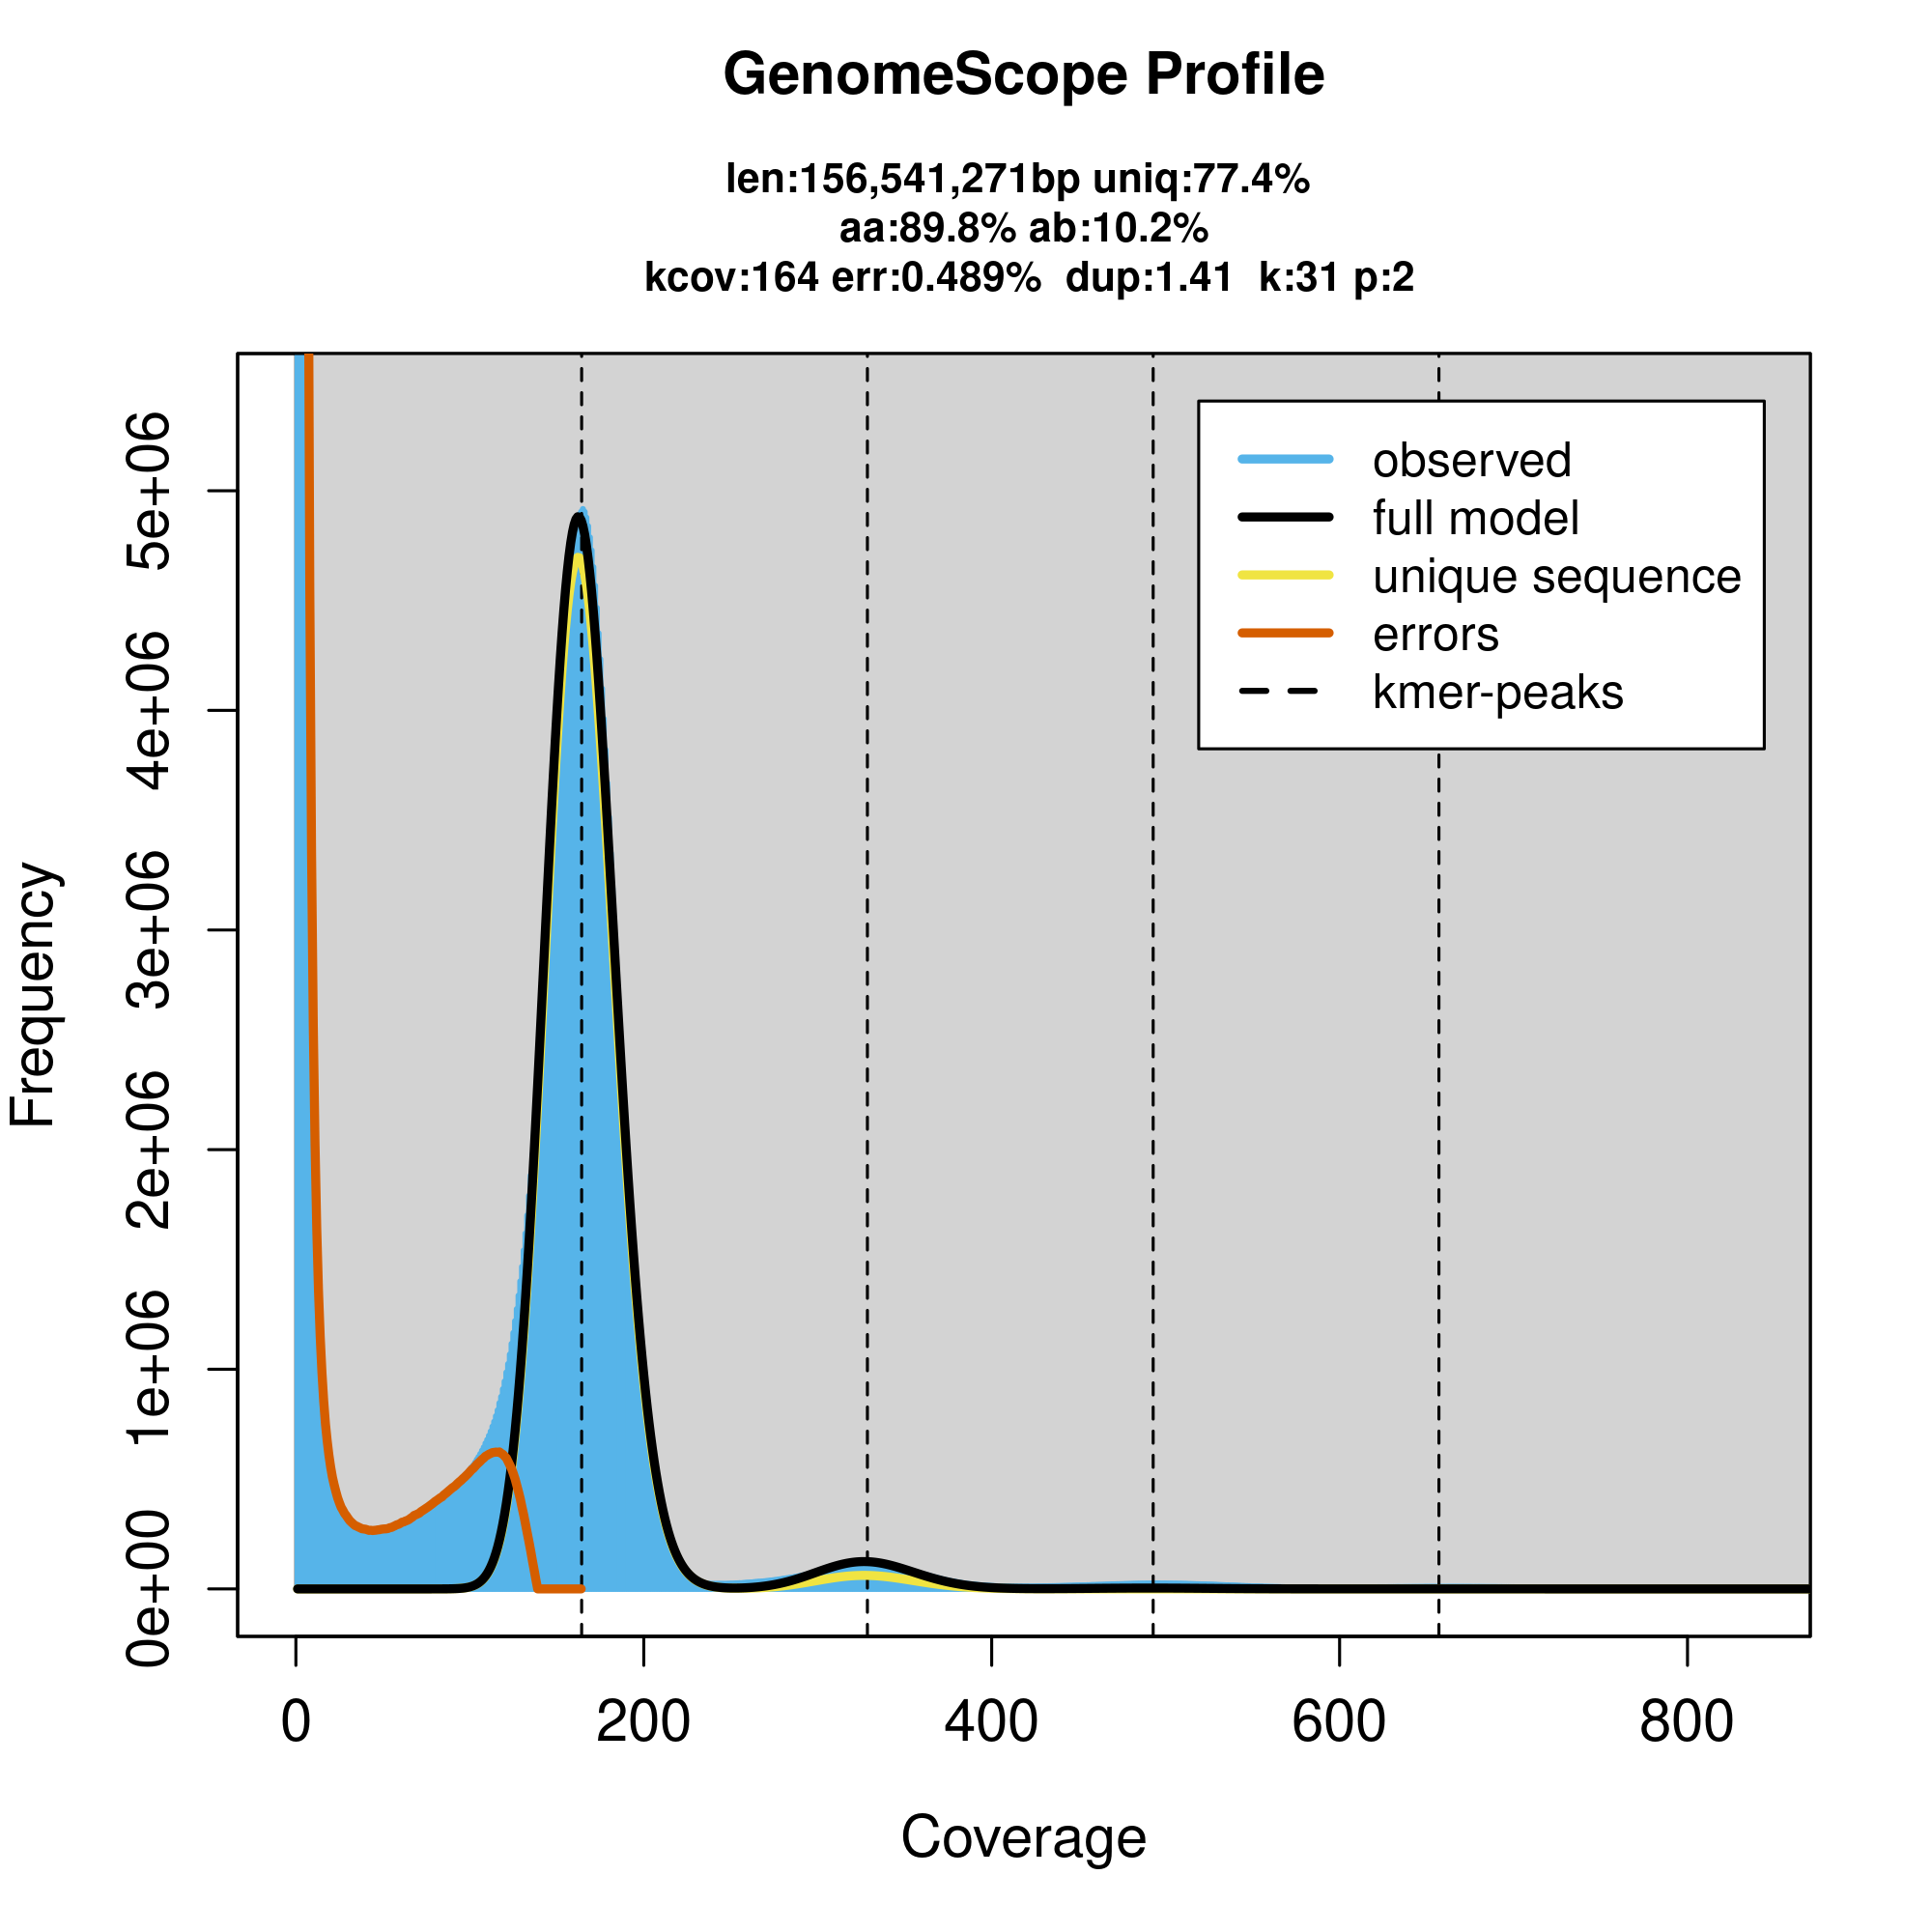 GenomeScope Profile
len:156,541,271bp uniq:77.4%
aa:89.8% ab:10.2%
kcov:164 err:0.489% dup:1.41 k:31 p:2
observed
full model
unique sequence
errors
kmer-peaks
Frequency
5e+06
4e+06
3e+06
2e+06
1e+06
0e+00
0
200
400
600
800
Coverage